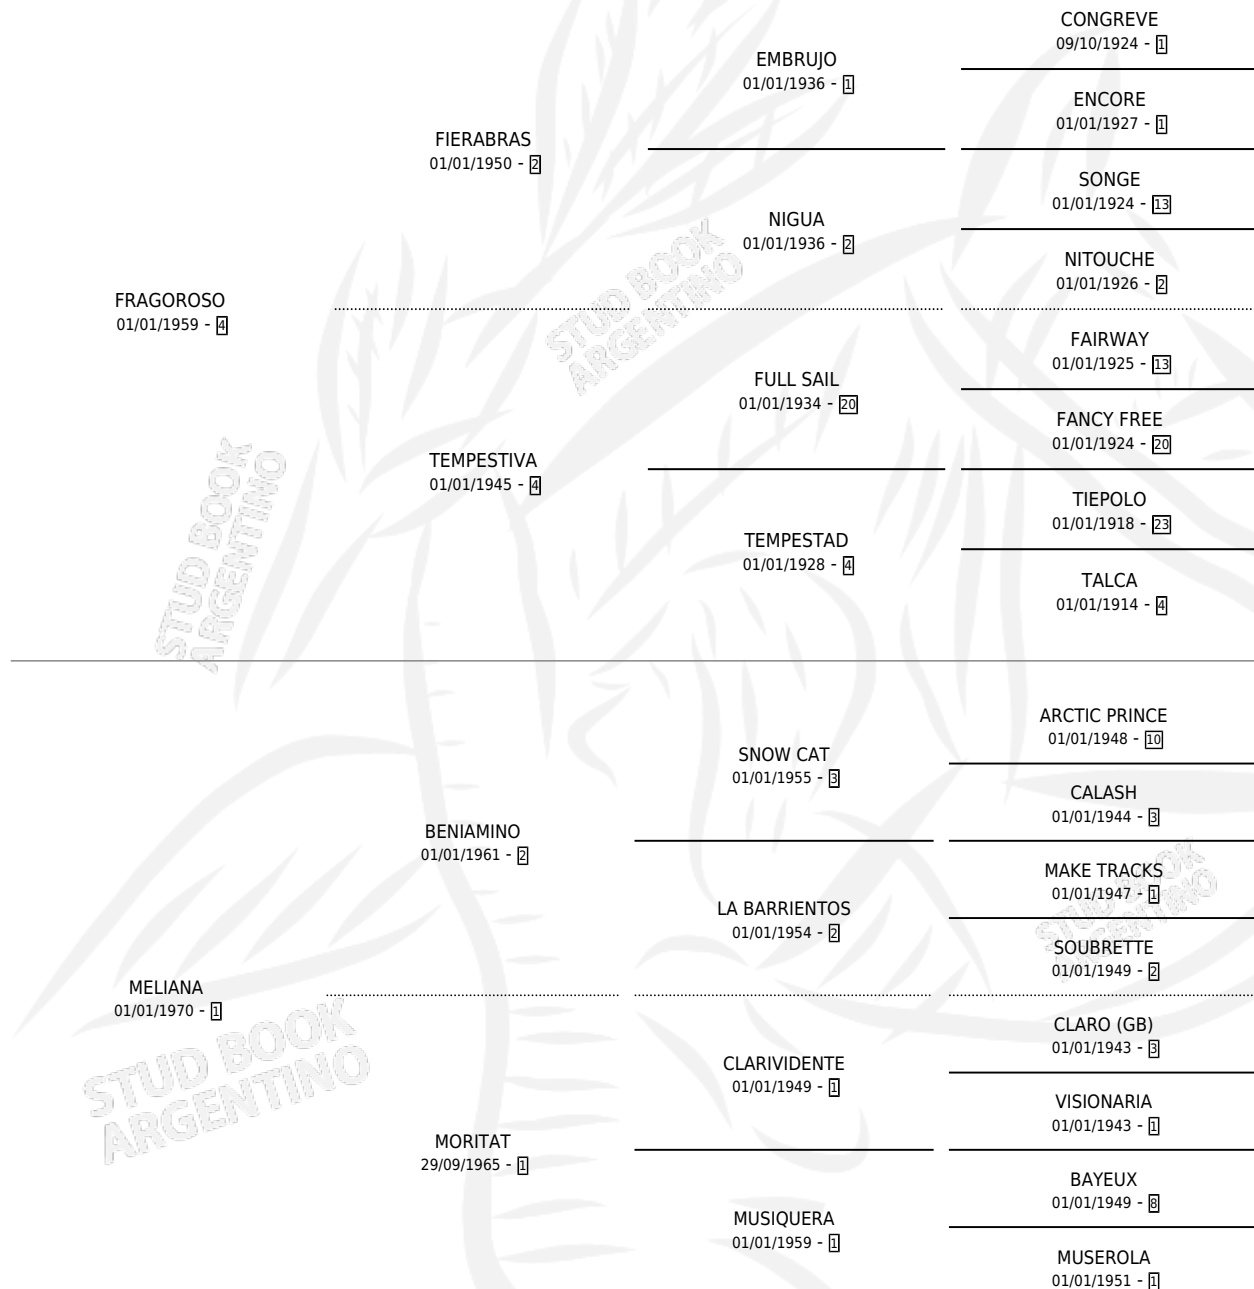 CONGREVE
09/10/1924 - 1
EMBRUJO
01/01/1936 - 1
ENCORE
01/01/1927 - 1
FIERABRAS
01/01/1950 - 2
SONGE
01/01/1924 - 13
NIGUA
01/01/1936 - 2
NITOUCHE
01/01/1926 - 2
FRAGOROSO
01/01/1959 - 4
FAIRWAY
01/01/1925 - 13
FULL SAIL
01/01/1934 - 20
FANCY FREE
01/01/1924 - 20
TEMPESTIVA
01/01/1945 - 4
TIEPOLO
01/01/1918 - 23
TEMPESTAD
01/01/1928 - 4
TALCA
01/01/1914 - 4
STUD BOOK
ARGENTINO
STUD BOOK
ARGENTINO
ARCTIC PRINCE
01/01/1948 - 10
SNOW CAT
01/01/1955 - 3
CALASH
01/01/1944 - 3
BENIAMINO
01/01/1961 - 2
MAKE TRACKS
01/01/1947 - 1
LA BARRIENTOS
01/01/1954 - 2
SOUBRETTE
01/01/1949 - 2
MELIANA
01/01/1970 - 1
CLARO (GB)
01/01/1943 - 3
CLARIVIDENTE
01/01/1949 - 1
VISIONARIA
01/01/1943 - 1
MORITAT
29/09/1965 - 1
BAYEUX
01/01/1949 - 8
MUSIQUERA
01/01/1959 - 1
MUSEROLA
01/01/1951 - 1
STUD BOOK
ARGENTINO
STUD BOOK
ARGENTINO